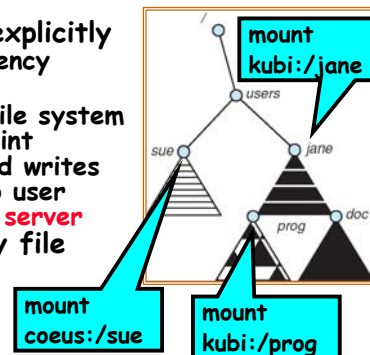 explicitly
ency
ile system
int
d writes
o user
server
y file
/
users
sue
jane
prog
doc
mount
kubi:/jane
mount
coeus:/sue
mount
kubi:/prog